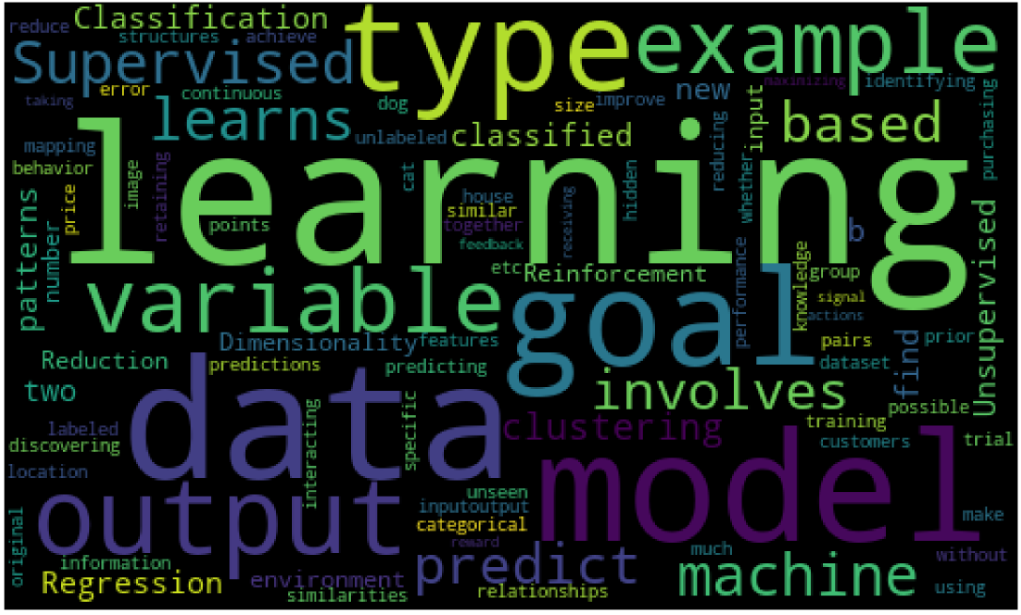 reduce Classification type example
structures achieve maximizing identifying
Supervised error continuous dog size improve new input
taking learns unlabeled classified based purchasing
mapping learning reducing whether
behavior image retaining cat house hidden
price points similar together receiving b
patterns number feedback etc Reinforcement performance knowledge group Unsupervised
variable goal signal actions
Dimensionality features pairs prior
Reduction predictions predicting dataset find
two data involves possible
labeled interacting specific clustering training trial
discovering customers
location output unseen model
original inputoutput categorical make
information reward predict much without
Regression environment relationships machine using
similarities